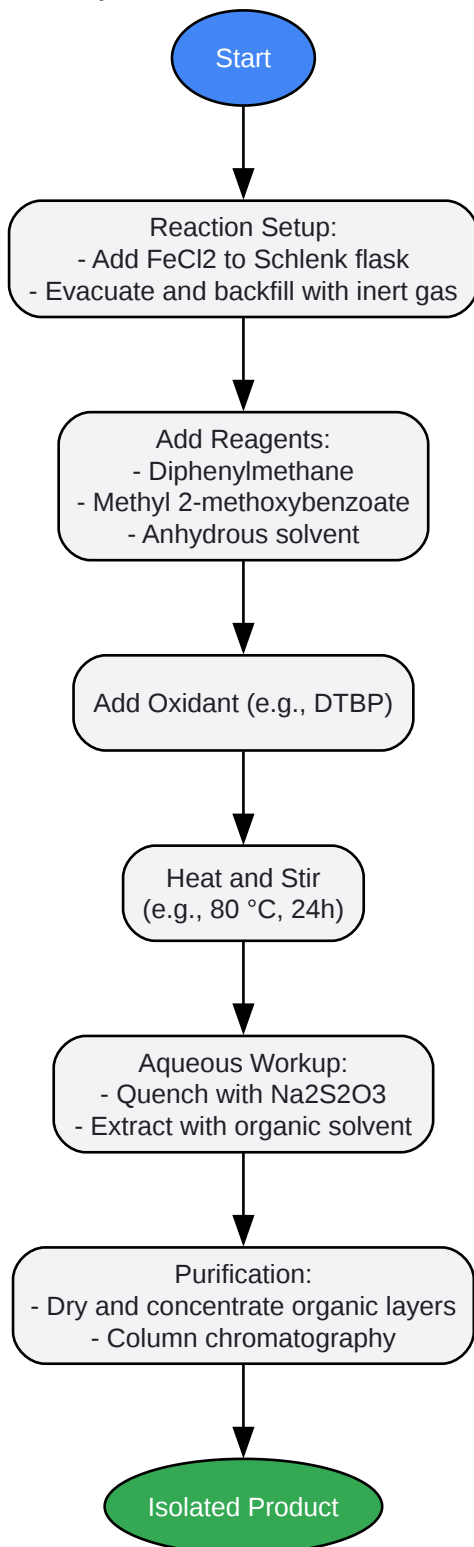 Start
Reaction Setup:
- Add FeCl2 to Schlenk flask
- Evacuate and backfill with inert gas
Add Reagents:
- Diphenylmethane
- Methyl 2-methoxybenzoate
- Anhydrous solvent
Add Oxidant (e.g., DTBP)
Heat and Stir
(e.g., 80 °C, 24h)
Aqueous Workup:
- Quench with Na2S2O3
- Extract with organic solvent
Purification:
- Dry and concentrate organic layers
- Column chromatography
Isolated Product